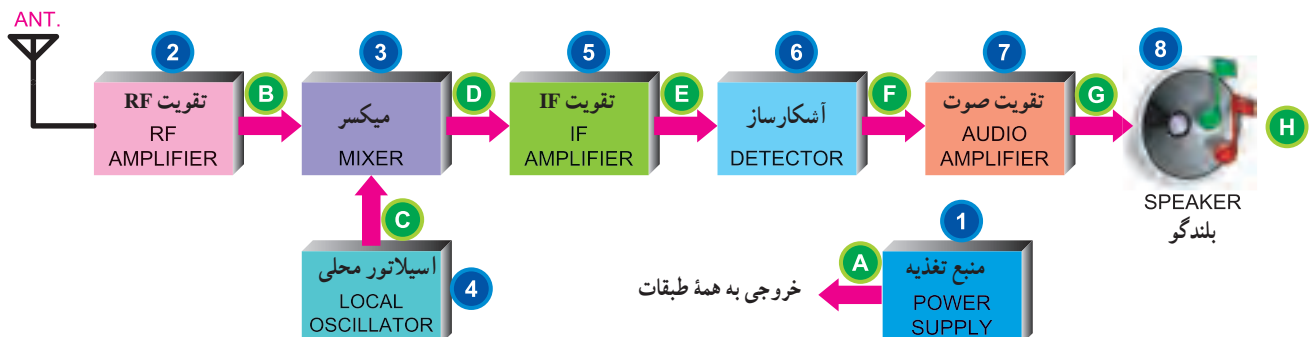 ANT.
2
تقویت RF
RF
AMPLIFIER
B
3
میکسر
MIXER
D
5
تقویت IF
IF
AMPLIFIER
E
6
آشکارساز
DETECTOR
F
7
تقویت صوت
AUDIO
AMPLIFIER
G
8
H
SPEAKER
بلندگو
C
اسیلاتور محلی
LOCAL
OSCILLATOR
4
1
منبع تغذیه
POWER
SUPPLY
A
خروجی به همۀ طبقات